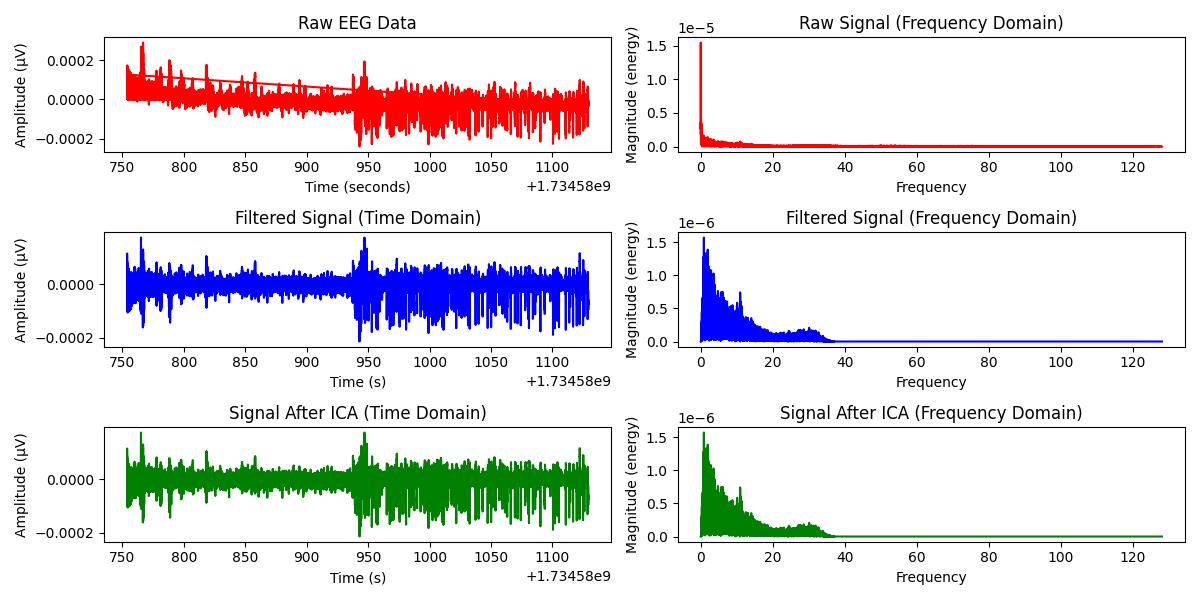 Raw EEG Data
Amplitude (µV)
0.0002
0.0000
−0.0002
750 800 850 900 950 1000 1050 1100
Time (seconds)
+1.73458e9
Raw Signal (Frequency Domain)
1e−5
Magnitude (energy)
1.5
1.0
0.5
0.0
0 20 40 60 80 100 120
Frequency
Filtered Signal (Time Domain)
Amplitude (µV)
0.0000
−0.0002
750 800 850 900 950 1000 1050 1100
Time (s)
+1.73458e9
Filtered Signal (Frequency Domain)
1e−6
Magnitude (energy)
1.5
1.0
0.5
0.0
0 20 40 60 80 100 120
Frequency
Signal After ICA (Time Domain)
Amplitude (µV)
0.0000
−0.0002
750 800 850 900 950 1000 1050 1100
Time (s)
+1.73458e9
Signal After ICA (Frequency Domain)
1e−6
Magnitude (energy)
1.5
1.0
0.5
0.0
0 20 40 60 80 100 120
Frequency